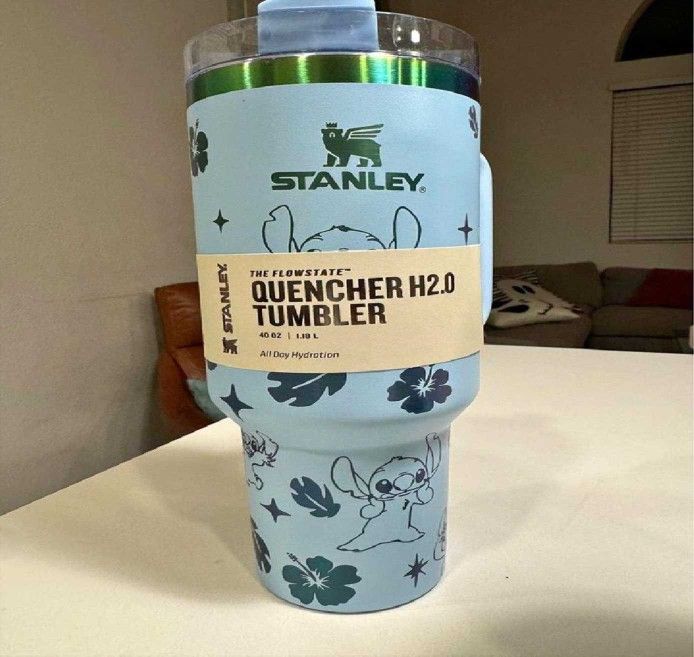 STANLEY®
STANLEY.
THE FLOWSTATE™
QUENCHER H2.0
TUMBLER
40 OZ | 1.18 L
All Day Hydration